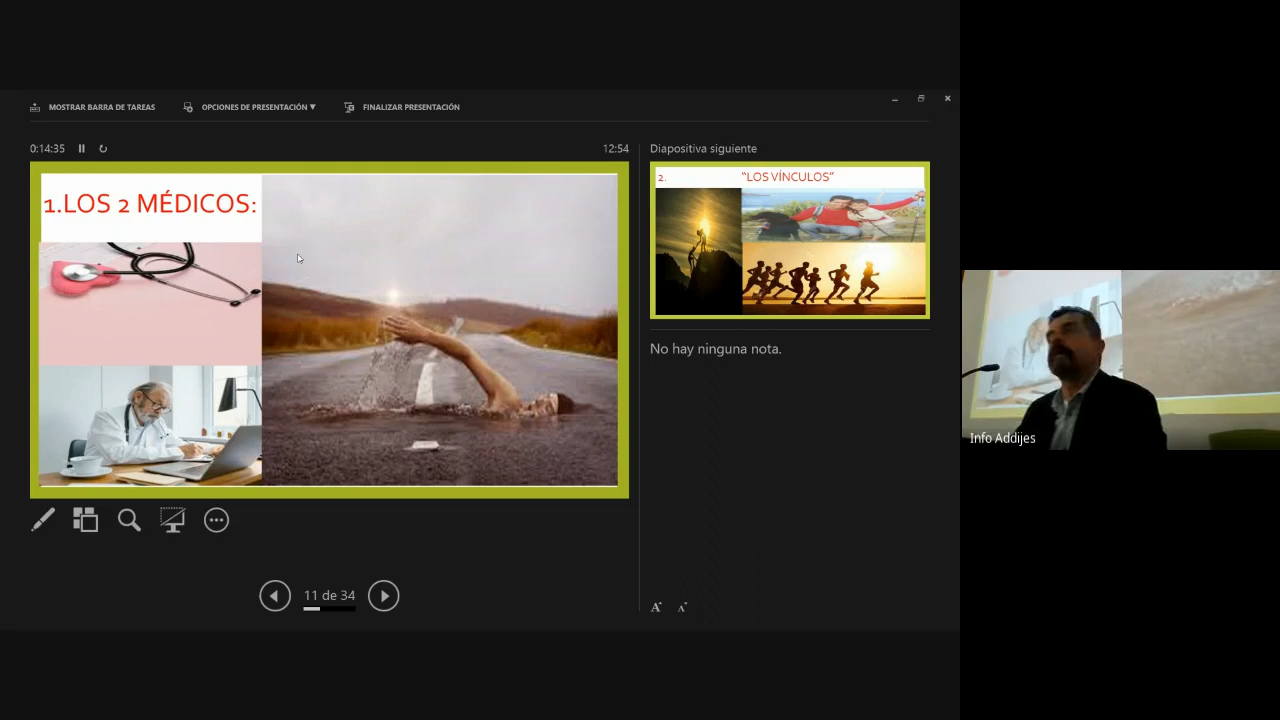 MOSTRAR BARRA DE TAREAS
OPCIONES DE PRESENTACIÓN ▼
FINALIZAR PRESENTACIÓN
0:14:35
12:54
Diapositiva siguiente
1.LOS 2 MÉDICOS:
2. “LOS VÍNCULOS”
No hay ninguna nota.
Info Addijes
11 de 34
A A